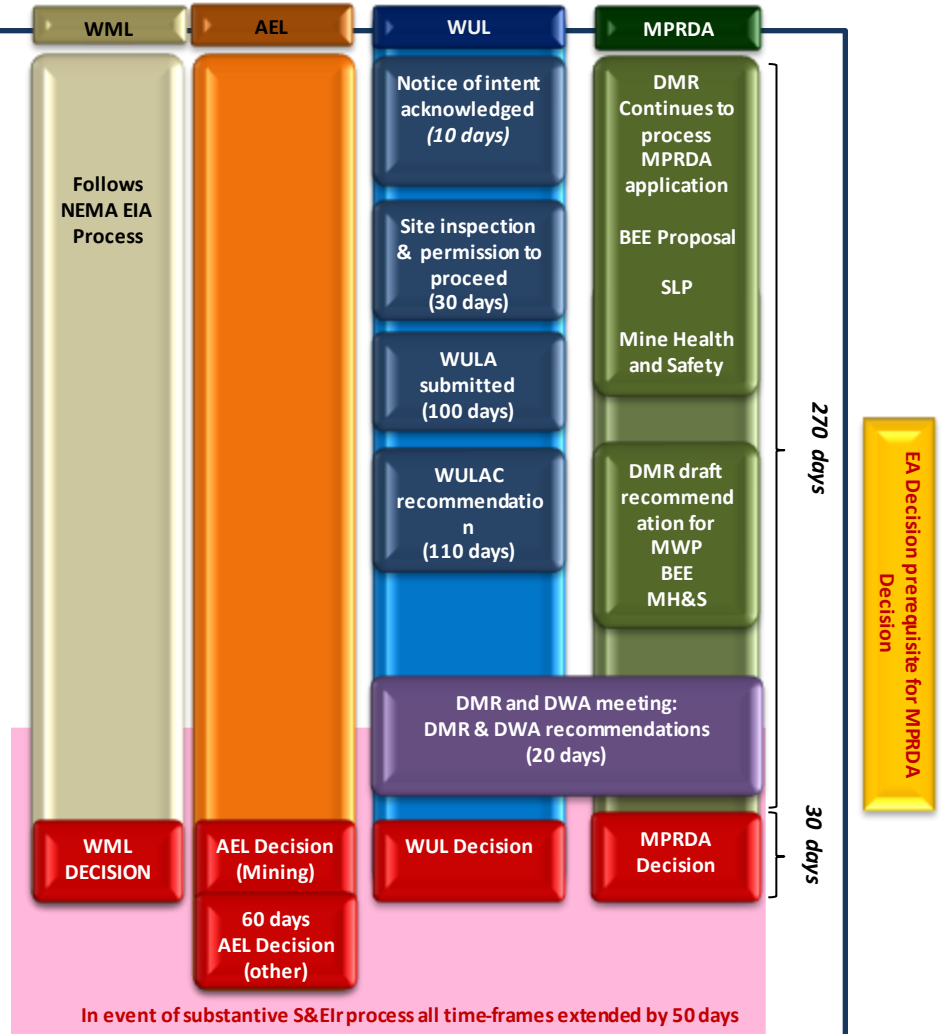 WML
AEL
WUL
MPRDA
Follows
NEMA EIA
Process
Notice of intent
acknowledged
(10 days)
Site inspection
& permission to
proceed
(30 days)
WULA
submitted
(100 days)
WULAC
recommendatio
n
(110 days)
DMR
Continues to
process
MPRDA
application
BEE Proposal
SLP
Mine Health
and Safety
DMR draft
recommend
ation for
MWP
BEE
MH&S
DMR and DWA meeting:
DMR & DWA recommendations
(20 days)
270 days
30 days
EA Decision prerequisite for MPRDA
Decision
WML
DECISION
AEL Decision
(Mining)
60 days
AEL Decision
(other)
WUL Decision
MPRDA
Decision
In event of substantive S&EIr process all time-frames extended by 50 days